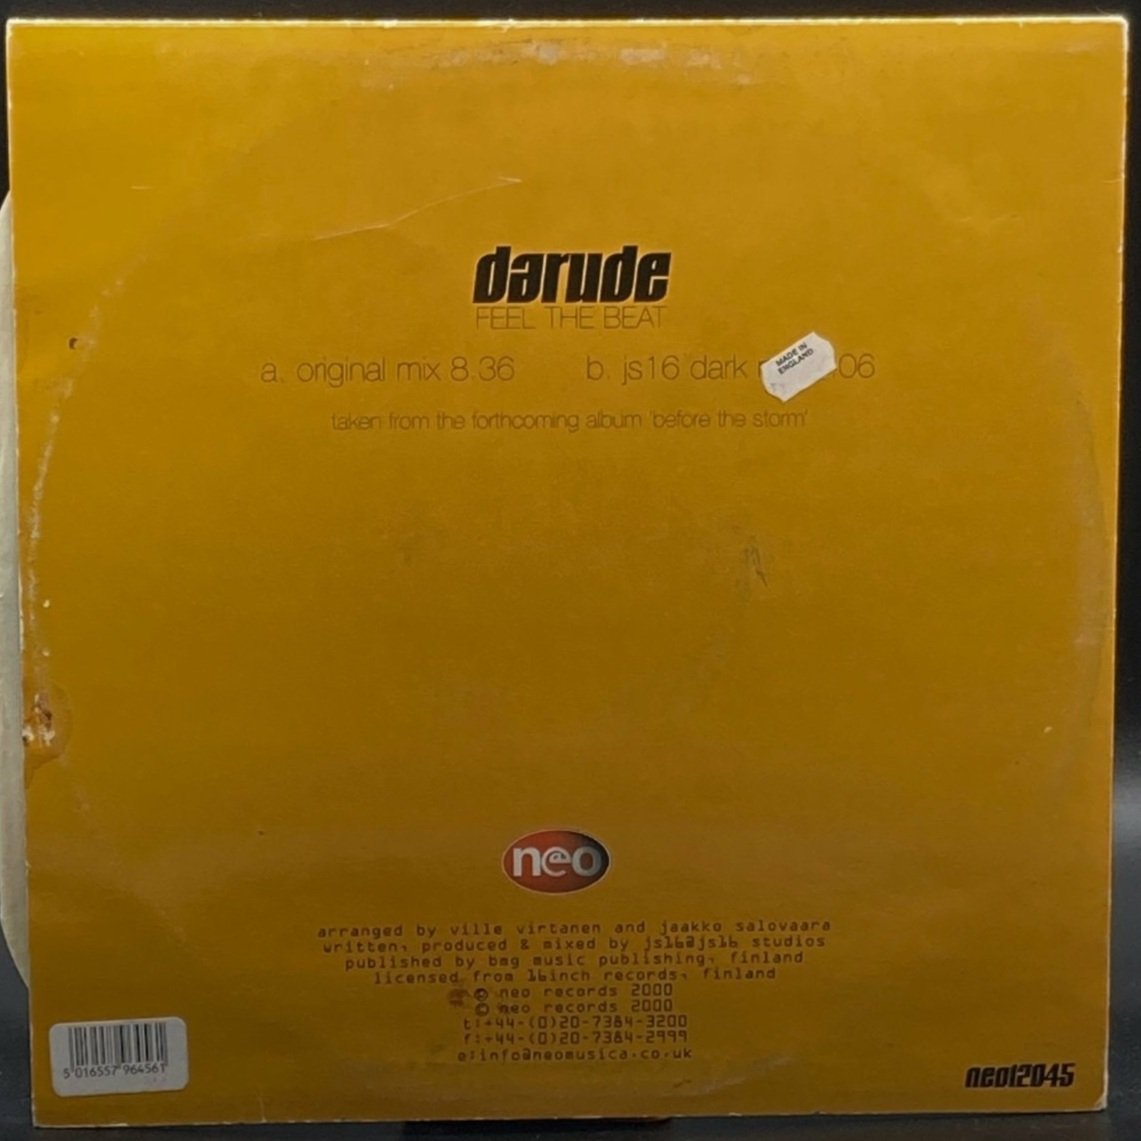 darude
FEEL THE BEAT
a. original mix 8.36 b. js16 dark 06
MADE IN
ENGLAND
taken from the forthcoming album 'before the storm'
neo
arranged by ville virtanen and jaakko salovaara
written, produced & mixed by js16@js16 studios
published by bmg music publishing, finland
licensed from 16inch records, finland
℗ neo records 2000
© neo records 2000
t:+44-(0)20-7384-3200
f:+44-(0)20-7384-2999
e:info@neomusica.co.uk
5 016557 964561
neo12045